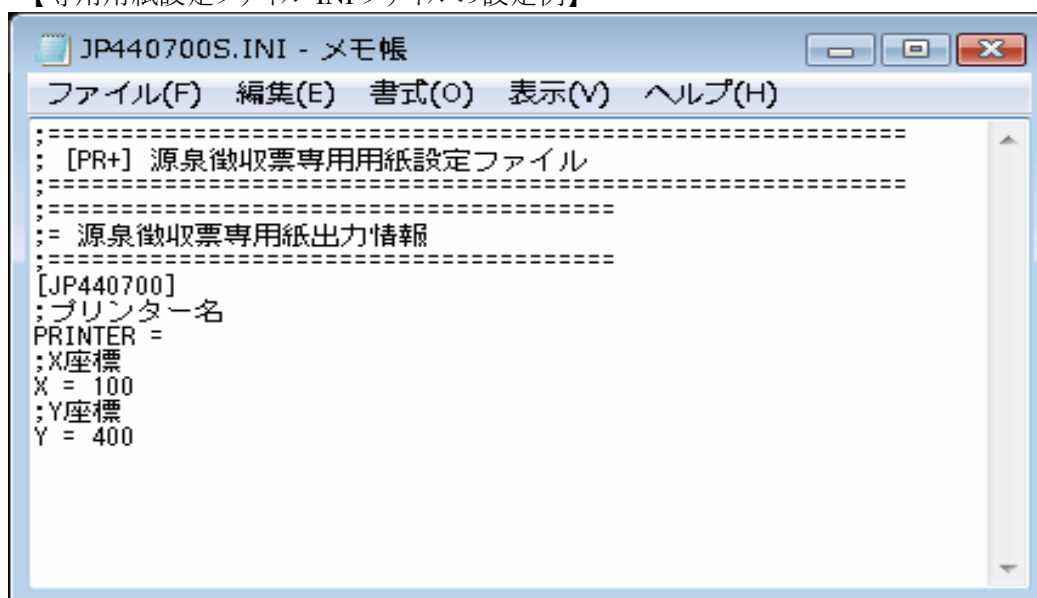 【専用用紙設定ファイル INIファイルの設定例】
JP440700S.INI - メモ帳
ファイル(F) 編集(E) 書式(O) 表示(V) ヘルプ(H)
;===========================================================
; [PR+] 源泉徴収票専用用紙設定ファイル
;===========================================================
;=======================================
;= 源泉徴収票専用紙出力情報
;=======================================
[JP440700]
;プリンター名
PRINTER =
;X座標
X = 100
;Y座標
Y = 400